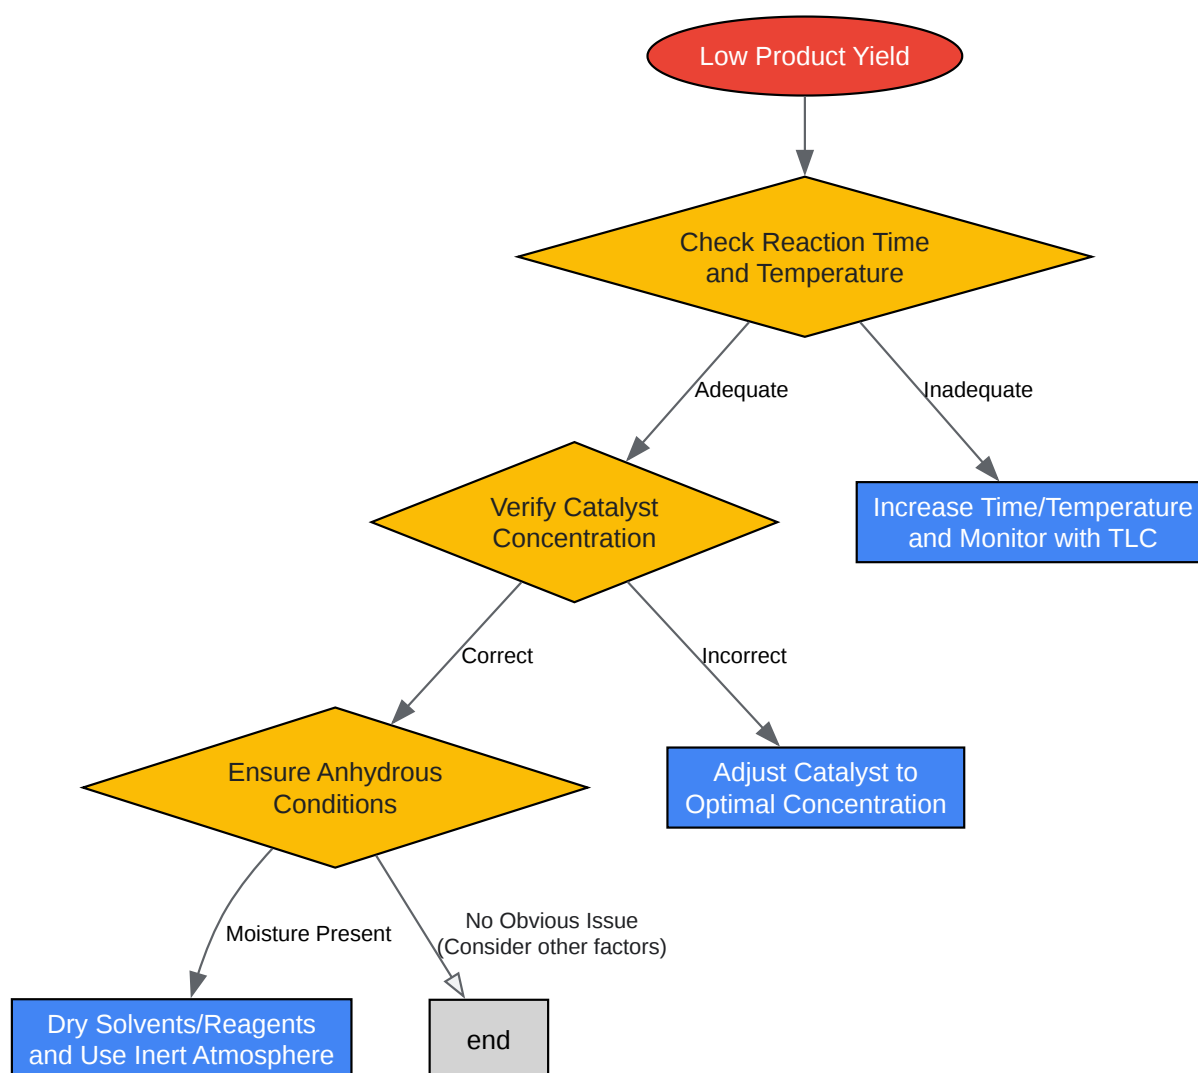 Low Product Yield
Check Reaction Time
and Temperature
Adequate
Inadequate
Verify Catalyst
Concentration
Increase Time/Temperature
and Monitor with TLC
Correct
Incorrect
Ensure Anhydrous
Conditions
Adjust Catalyst to
Optimal Concentration
Moisture Present
No Obvious Issue
(Consider other factors)
Dry Solvents/Reagents
and Use Inert Atmosphere
end